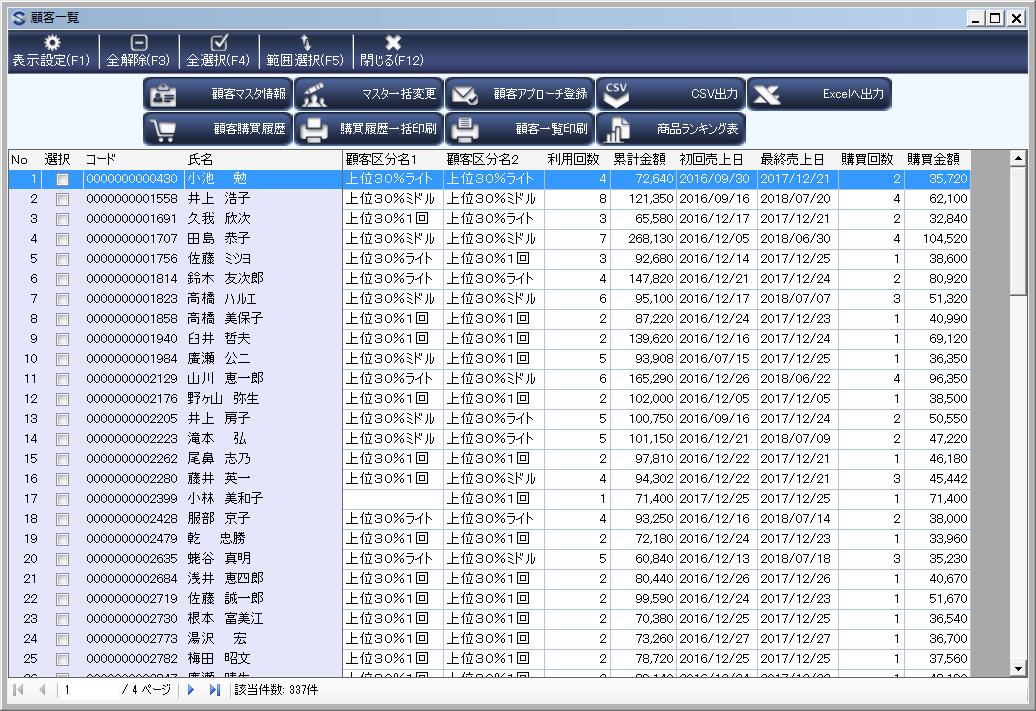 顧客一覧
表示設定(F1) 全解除(F3) 全選択(F4) 範囲選択(F5) 閉じる(F12)
顧客マスタ情報 マスタ一括変更 顧客アプローチ登録 CSV CSV出力 Excelへ出力
顧客購買履歴 購買履歴一括印刷 顧客一覧印刷 商品ランキング表
No 選択 コード 氏名 顧客区分名1 顧客区分名2 利用回数 累計金額 初回売上日 最終売上日 購買回数 購買金額
1 0000000000430 小池 勉 上位30%ライト 上位30%ライト 4 72,640 2016/09/30 2017/12/21 2 35,720
2 0000000001558 井上 浩子 上位30%ミドル 上位30%ミドル 8 121,350 2016/09/16 2018/07/20 4 62,100
3 0000000001691 久我 欣次 上位30%1回 上位30%ライト 3 65,580 2016/12/17 2017/12/21 2 32,840
4 0000000001707 田島 恭子 上位30%ミドル 上位30%ミドル 7 268,130 2016/12/05 2018/06/30 4 104,520
5 0000000001756 佐藤 ミツヨ 上位30%ライト 上位30%1回 3 92,680 2016/12/14 2017/12/25 1 38,600
6 0000000001814 鈴木 友次郎 上位30%ライト 上位30%ライト 4 147,820 2016/12/21 2017/12/24 2 80,920
7 0000000001823 高橋 ハルエ 上位30%ミドル 上位30%ミドル 6 95,100 2016/12/17 2018/07/07 3 51,320
8 0000000001858 高橋 美保子 上位30%1回 上位30%1回 2 87,220 2016/12/24 2017/12/23 1 40,990
9 0000000001940 臼井 哲夫 上位30%1回 上位30%1回 2 139,620 2016/12/16 2017/12/24 1 69,120
10 0000000001984 廣瀬 公二 上位30%ミドル 上位30%1回 5 93,908 2016/07/15 2017/12/25 1 36,350
11 0000000002129 山川 恵一郎 上位30%ライト 上位30%ミドル 6 165,290 2016/12/26 2018/06/22 4 96,350
12 0000000002176 野ヶ山 弥生 上位30%1回 上位30%1回 2 102,000 2016/12/05 2017/12/05 1 38,500
13 0000000002205 井上 房子 上位30%ミドル 上位30%ライト 5 100,750 2016/09/16 2017/12/24 2 50,550
14 0000000002223 滝本 弘 上位30%ライト 上位30%ライト 5 101,150 2016/12/21 2018/07/09 2 47,220
15 0000000002262 尾鼻 志乃 上位30%1回 上位30%1回 2 97,810 2016/12/22 2017/12/21 1 46,180
16 0000000002280 藤井 英一 上位30%1回 上位30%ミドル 4 94,302 2016/12/22 2017/12/21 3 45,442
17 0000000002399 小林 美和子 上位30%1回 1 71,400 2017/12/25 2017/12/25 1 71,400
18 0000000002428 服部 京子 上位30%ライト 上位30%ライト 4 93,250 2016/12/16 2018/07/14 2 38,000
19 0000000002479 乾 忠勝 上位30%1回 上位30%1回 2 72,180 2016/12/24 2017/12/23 1 33,960
20 0000000002635 蛯谷 真明 上位30%ライト 上位30%ミドル 5 60,840 2016/12/13 2018/07/18 3 35,230
21 0000000002684 浅井 恵四郎 上位30%1回 上位30%1回 2 80,440 2016/12/26 2017/12/26 1 40,670
22 0000000002719 佐藤 誠一郎 上位30%1回 上位30%1回 2 99,590 2016/12/24 2017/12/23 1 51,670
23 0000000002730 根本 富美江 上位30%1回 上位30%1回 2 70,380 2016/12/25 2017/12/25 1 36,540
24 0000000002773 湯沢 宏 上位30%1回 上位30%1回 2 73,260 2016/12/27 2017/12/27 1 36,700
25 0000000002782 梅田 昭文 上位30%1回 上位30%1回 2 78,720 2016/12/25 2017/12/25 1 37,560
1 / 4 ページ 該当件数: 337件